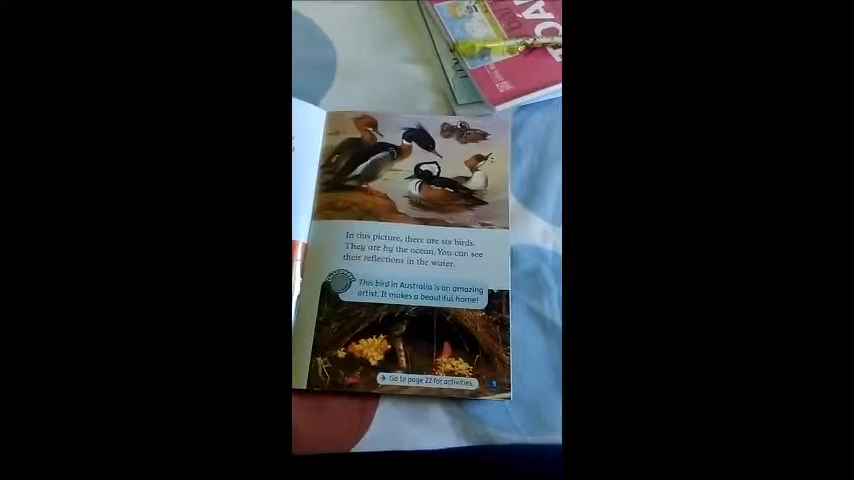 TOÁ
In this picture, there are six birds.
They are by the ocean. You can see
their reflections in the water.
This bird in Australia is an amazing
artist. It makes a beautiful home!
→ Go to page 22 for activities.
9